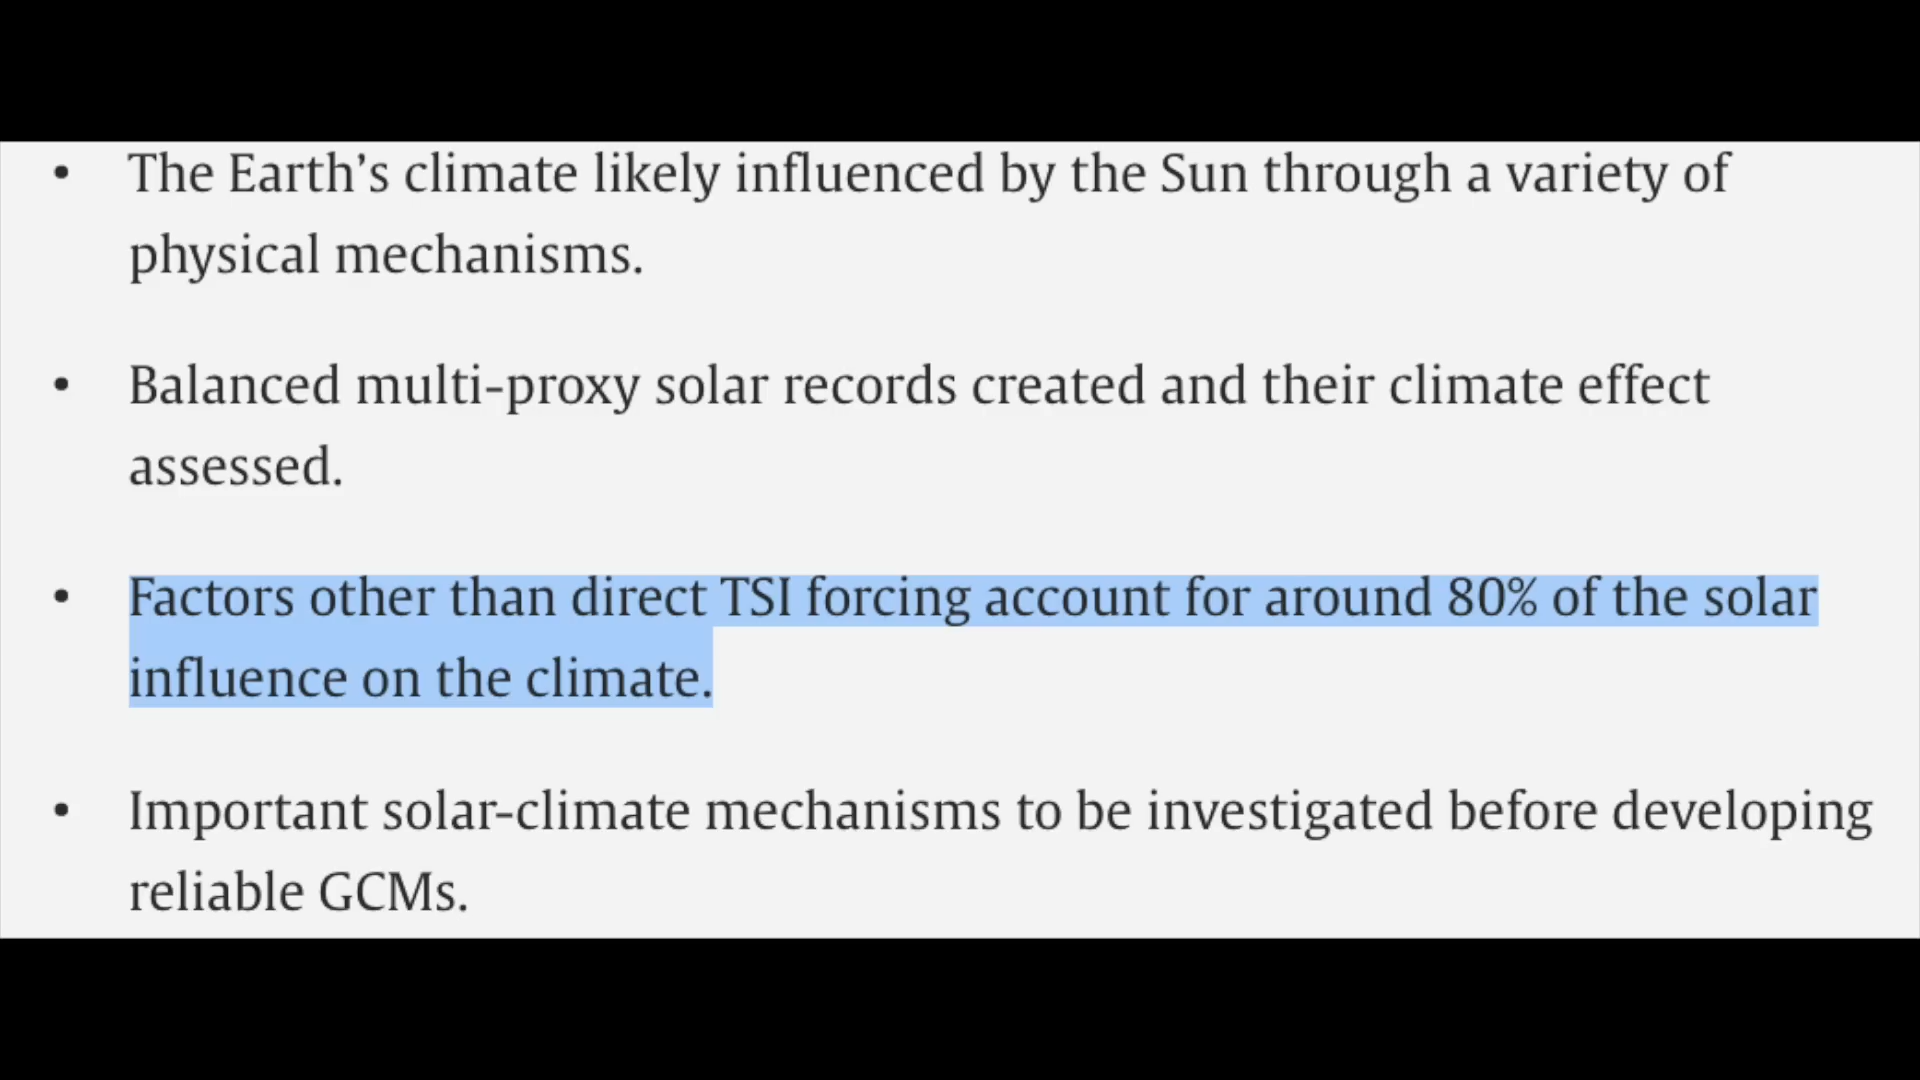 • The Earth’s climate likely influenced by the Sun through a variety of
physical mechanisms.
• Balanced multi-proxy solar records created and their climate effect
assessed.
• Factors other than direct TSI forcing account for around 80% of the solar
influence on the climate.
• Important solar-climate mechanisms to be investigated before developing
reliable GCMs.